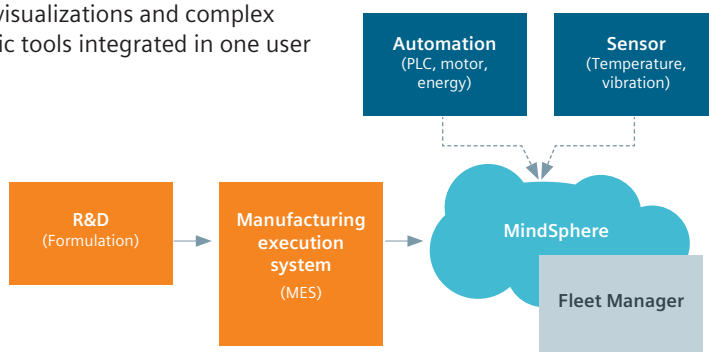 visualizations and complex
ic tools integrated in one user
Automation
(PLC, motor,
energy)
Sensor
(Temperature,
vibration)
R&D
(Formulation)
Manufacturing
execution
system
(MES)
MindSphere
Fleet Manager